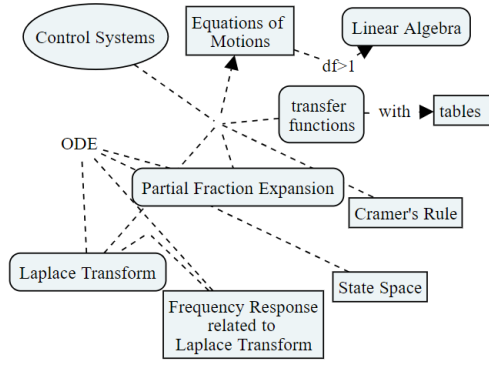 Control Systems
Equations of
Motions
Linear Algebra
df>1
transfer
functions
with
tables
ODE
Partial Fraction Expansion
Cramer's Rule
Laplace Transform
State Space
Frequency Response
related to
Laplace Transform